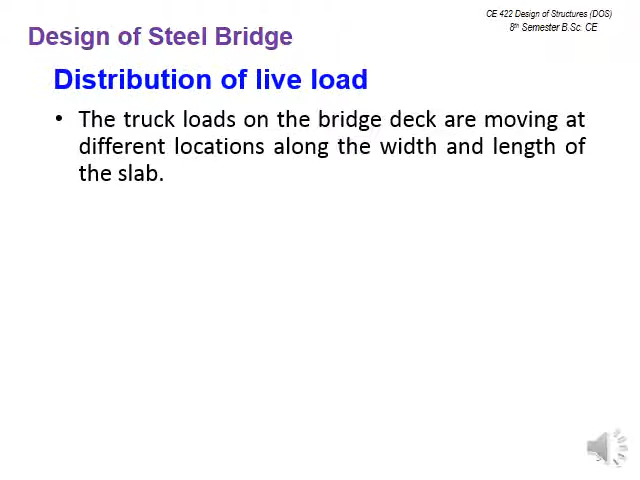 CE 422 Design of Structures (DOS)
8th Semester B.Sc. CE
Design of Steel Bridge
Distribution of live load
• The truck loads on the bridge deck are moving at
different locations along the width and length of
the slab.